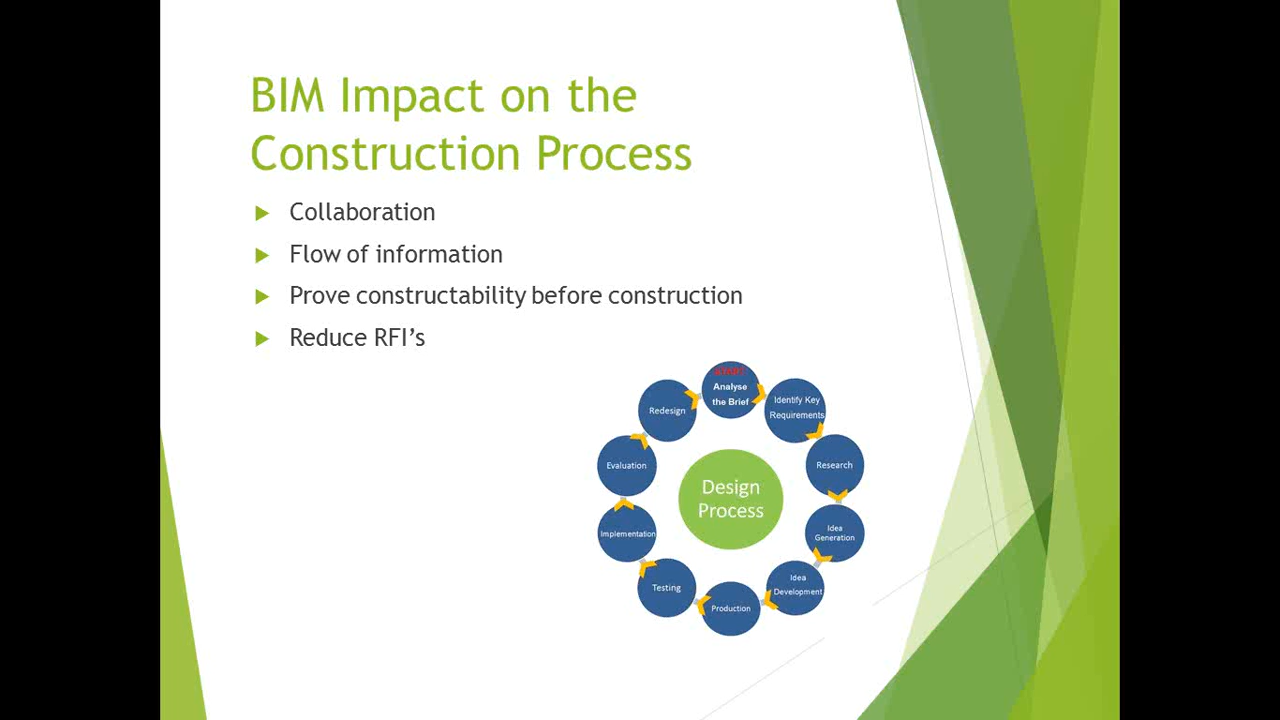 BIM Impact on the
Construction Process
Collaboration
Flow of information
Prove constructability before construction
Reduce RFI's
START
Analyse
the Brief
Identify Key
Requirements
Research
Idea
Generation
Idea
Development
Production
Testing
Implementation
Evaluation
Redesign
Design
Process